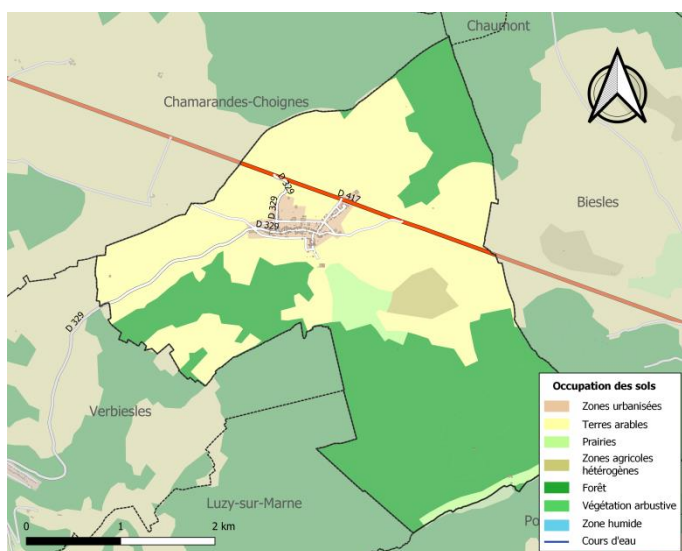 Chaumont
Chamarandes-Choignes
D 329
D 417
D 329
Biesles
D 329
D 329
Verbiesles
Luzy-sur-Marne
Occupation des sols
Zones urbanisées
Terres arables
Prairies
Zones agricoles
hétérogènes
Forêt
Végétation arbustive
Zone humide
Cours d'eau
0 1 2 km